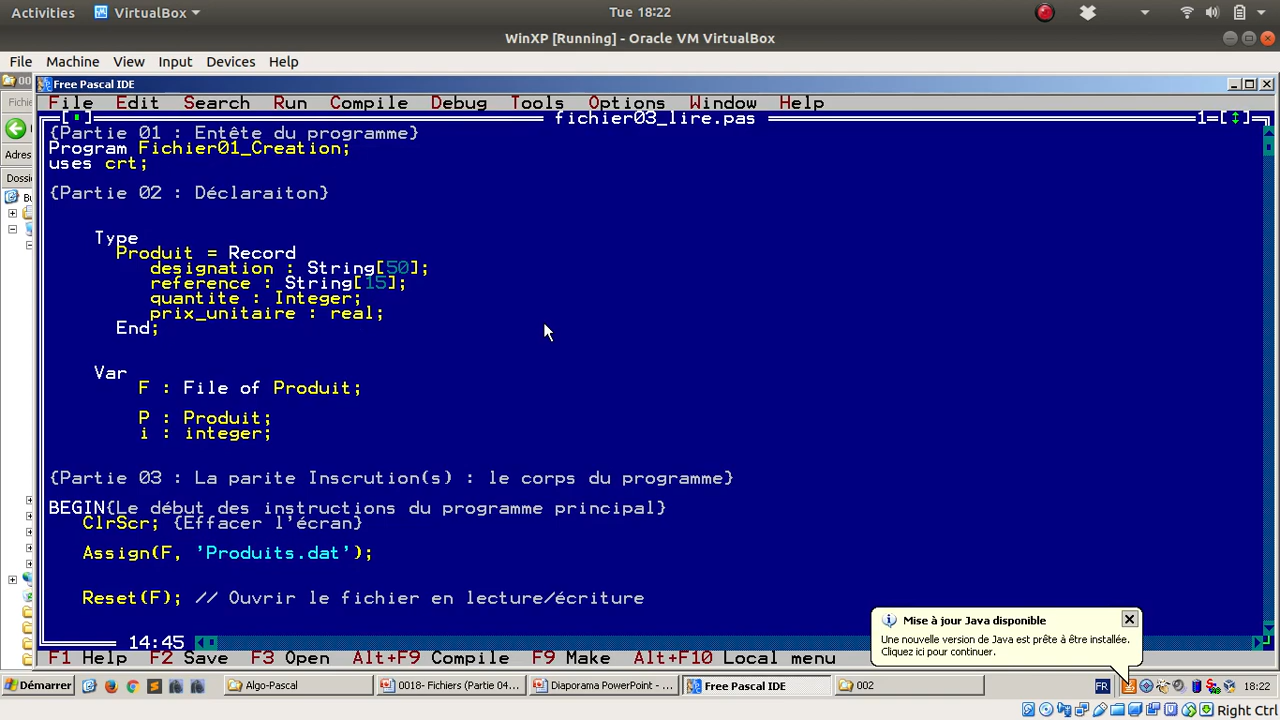 Activities VirtualBox Tue 18:22
WinXP [Running] - Oracle VM VirtualBox
File Machine View Input Devices Help
Free Pascal IDE
File Edit Search Run Compile Debug Tools Options Window Help
fichier03_lire.pas 1
{Partie 01 : Entête du programme}
Program Fichier01_Creation;
uses crt;
{Partie 02 : Déclaraiton}
Type
Produit = Record
designation : String[50];
reference : String[15];
quantite : Integer;
prix_unitaire : real;
End;
Var
F : File of Produit;
P : Produit;
i : integer;
{Partie 03 : La parite Inscrution(s) : le corps du programme}
BEGIN{Le début des instructions du programme principal}
ClrScr; {Effacer l'écran}
Assign(F, 'Produits.dat');
Reset(F); // Ouvrir le fichier en lecture/écriture
14:45
F1 Help F2 Save F3 Open Alt+F9 Compile F9 Make Alt+F10 Local menu
Mise à jour Java disponible
Une nouvelle version de Java est prête à être installée.
Cliquez ici pour continuer.
Fichie
Adres
Dossi
Démarrer Algo-Pascal 0018- Fichiers (Partie 04... Diaporama PowerPoint - ... Free Pascal IDE 002 FR 18:22
Right Ctrl